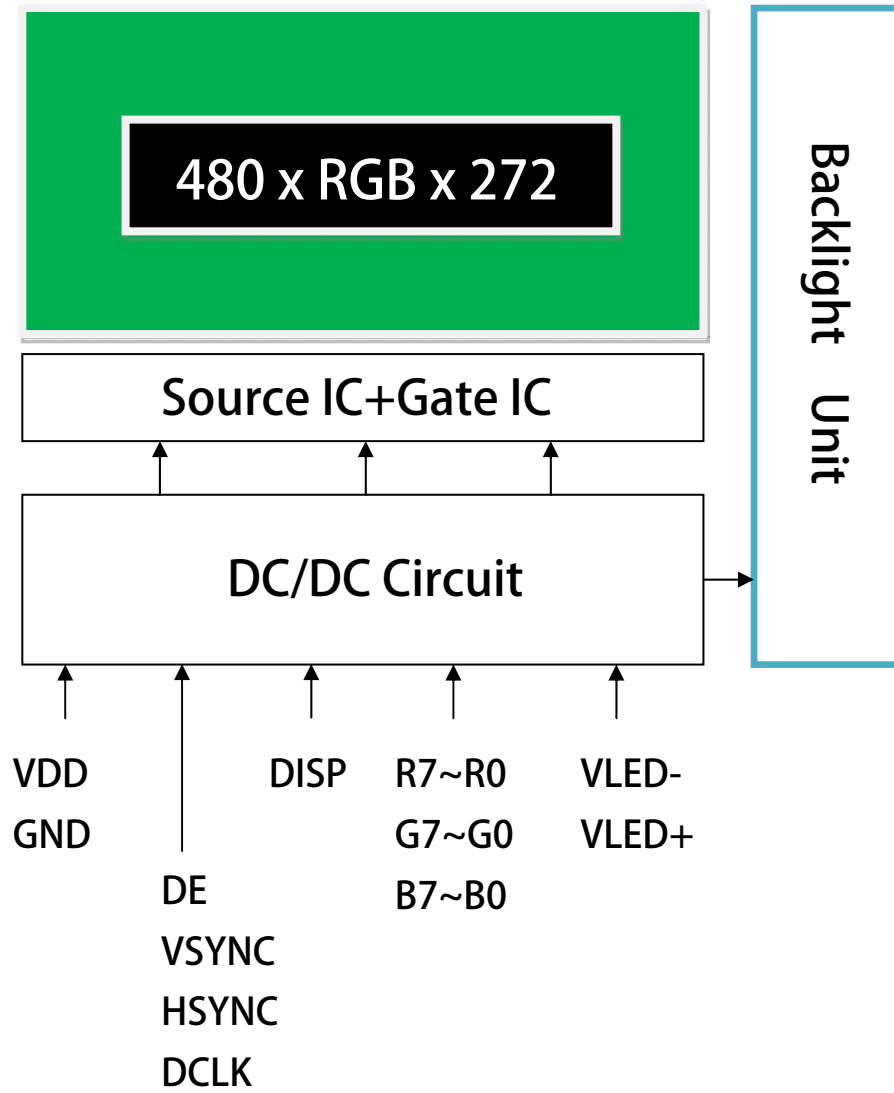 480 x RGB x 272
Backlight Unit
Source IC+Gate IC
DC/DC Circuit
VDD
GND
DE
VSYNC
HSYNC
DCLK
DISP
R7~R0
G7~G0
B7~B0
VLED-
VLED+